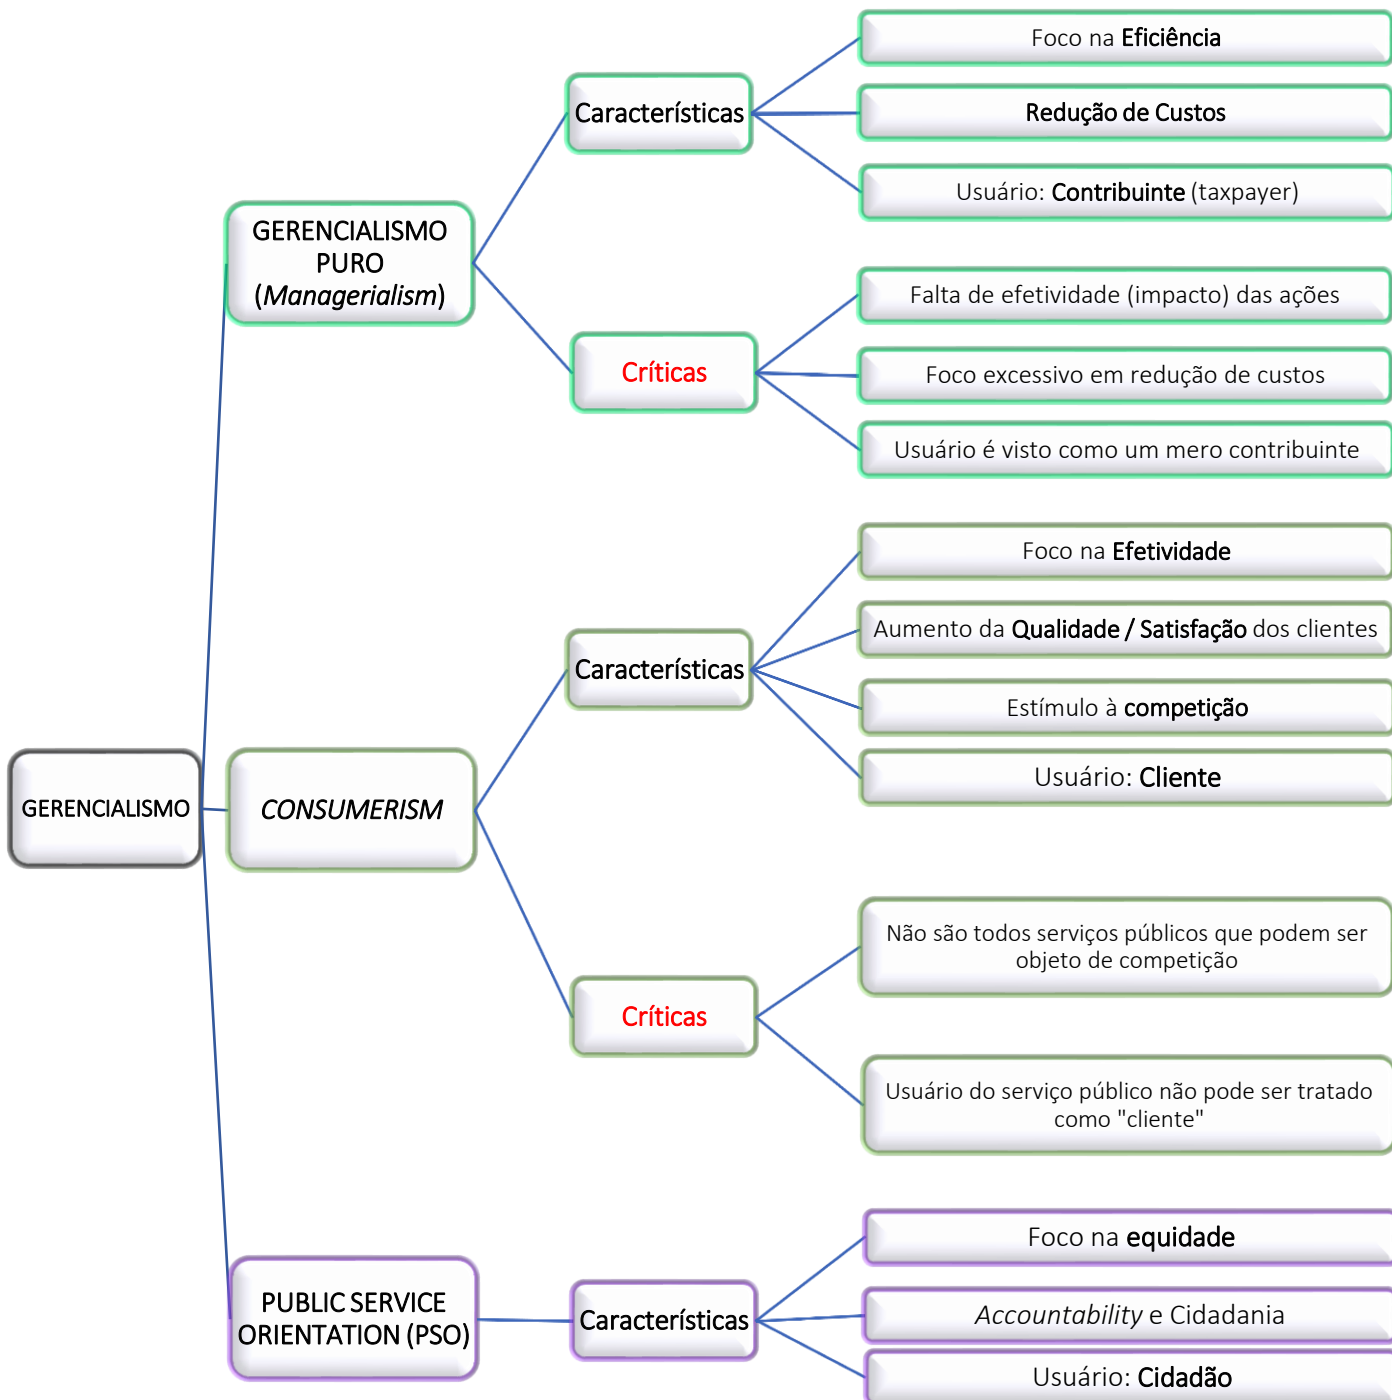 GERENCIALISMO
GERENCIALISMO
PURO
(Managerialism)
Características
Foco na Eficiência
Redução de Custos
Usuário: Contribuinte (taxpayer)
Críticas
Falta de efetividade (impacto) das ações
Foco excessivo em redução de custos
Usuário é visto como um mero contribuinte
CONSUMERISM
Características
Foco na Efetividade
Aumento da Qualidade / Satisfação dos clientes
Estímulo à competição
Usuário: Cliente
Críticas
Não são todos serviços públicos que podem ser
objeto de competição
Usuário do serviço público não pode ser tratado
como "cliente"
PUBLIC SERVICE
ORIENTATION (PSO)
Características
Foco na equidade
Accountability e Cidadania
Usuário: Cidadão